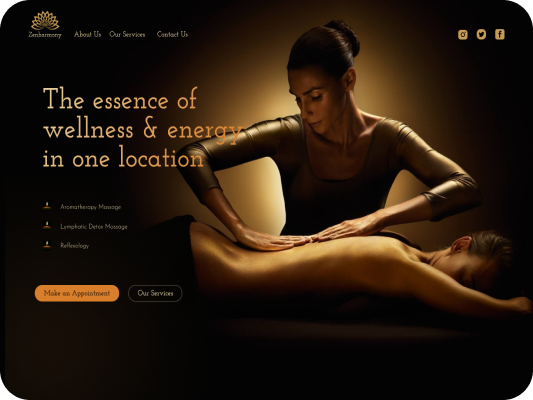 Zenharmony
About Us Our Services Contact Us
The essence of
wellness & energy
in one location
Aromatherapy Massage
Lymphatic Detox Massage
Reflexology
Make an Appointment Our Services